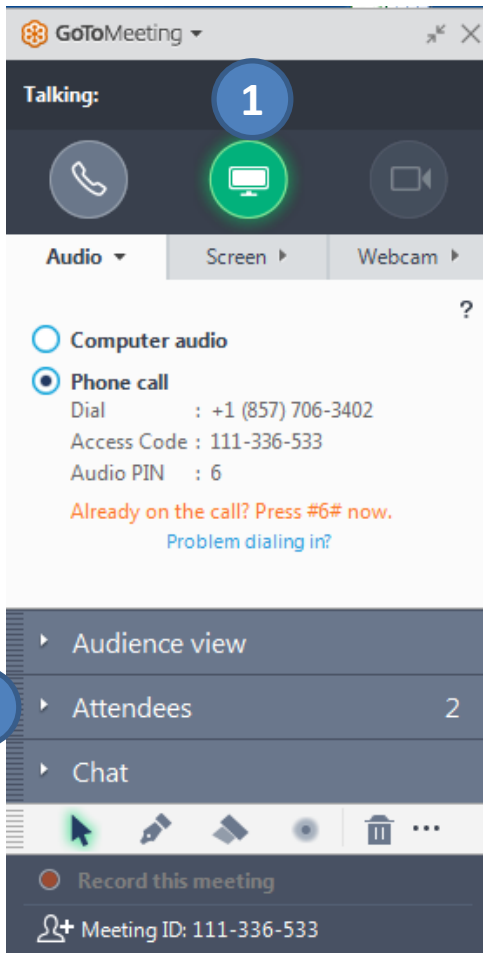 GoToMeeting
Talking:
1
Audio Screen Webcam
?
Computer audio
Phone call
Dial : +1 (857) 706-3402
Access Code : 111-336-533
Audio PIN : 6
Already on the call? Press #6# now.
Problem dialing in?
Audience view
Attendees 2
Chat
Record this meeting
Meeting ID: 111-336-533